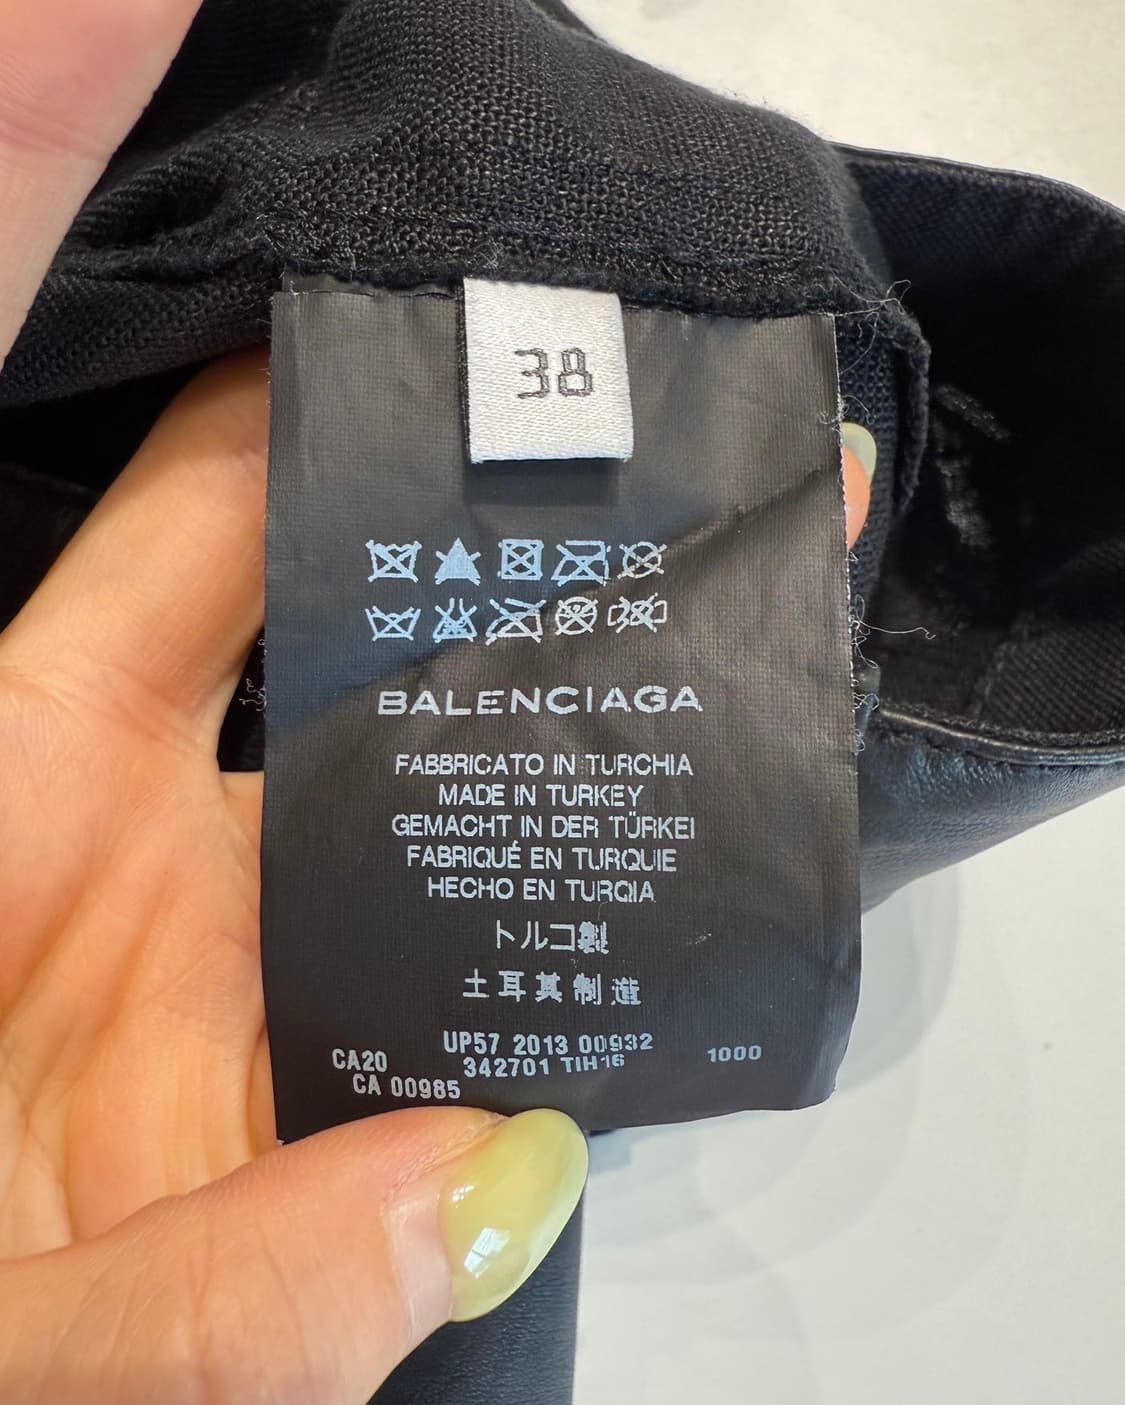 38
BALENCIAGA
FABBRICATO IN TURCHIA
MADE IN TURKEY
GEMACHT IN DER TÜRKEI
FABRIQUÉ EN TURQUIE
HECHO EN TURQIA
トルコ製
土耳其制造
UP57 2013 00932
CA20 342701 TIH16 1000
CA 00985